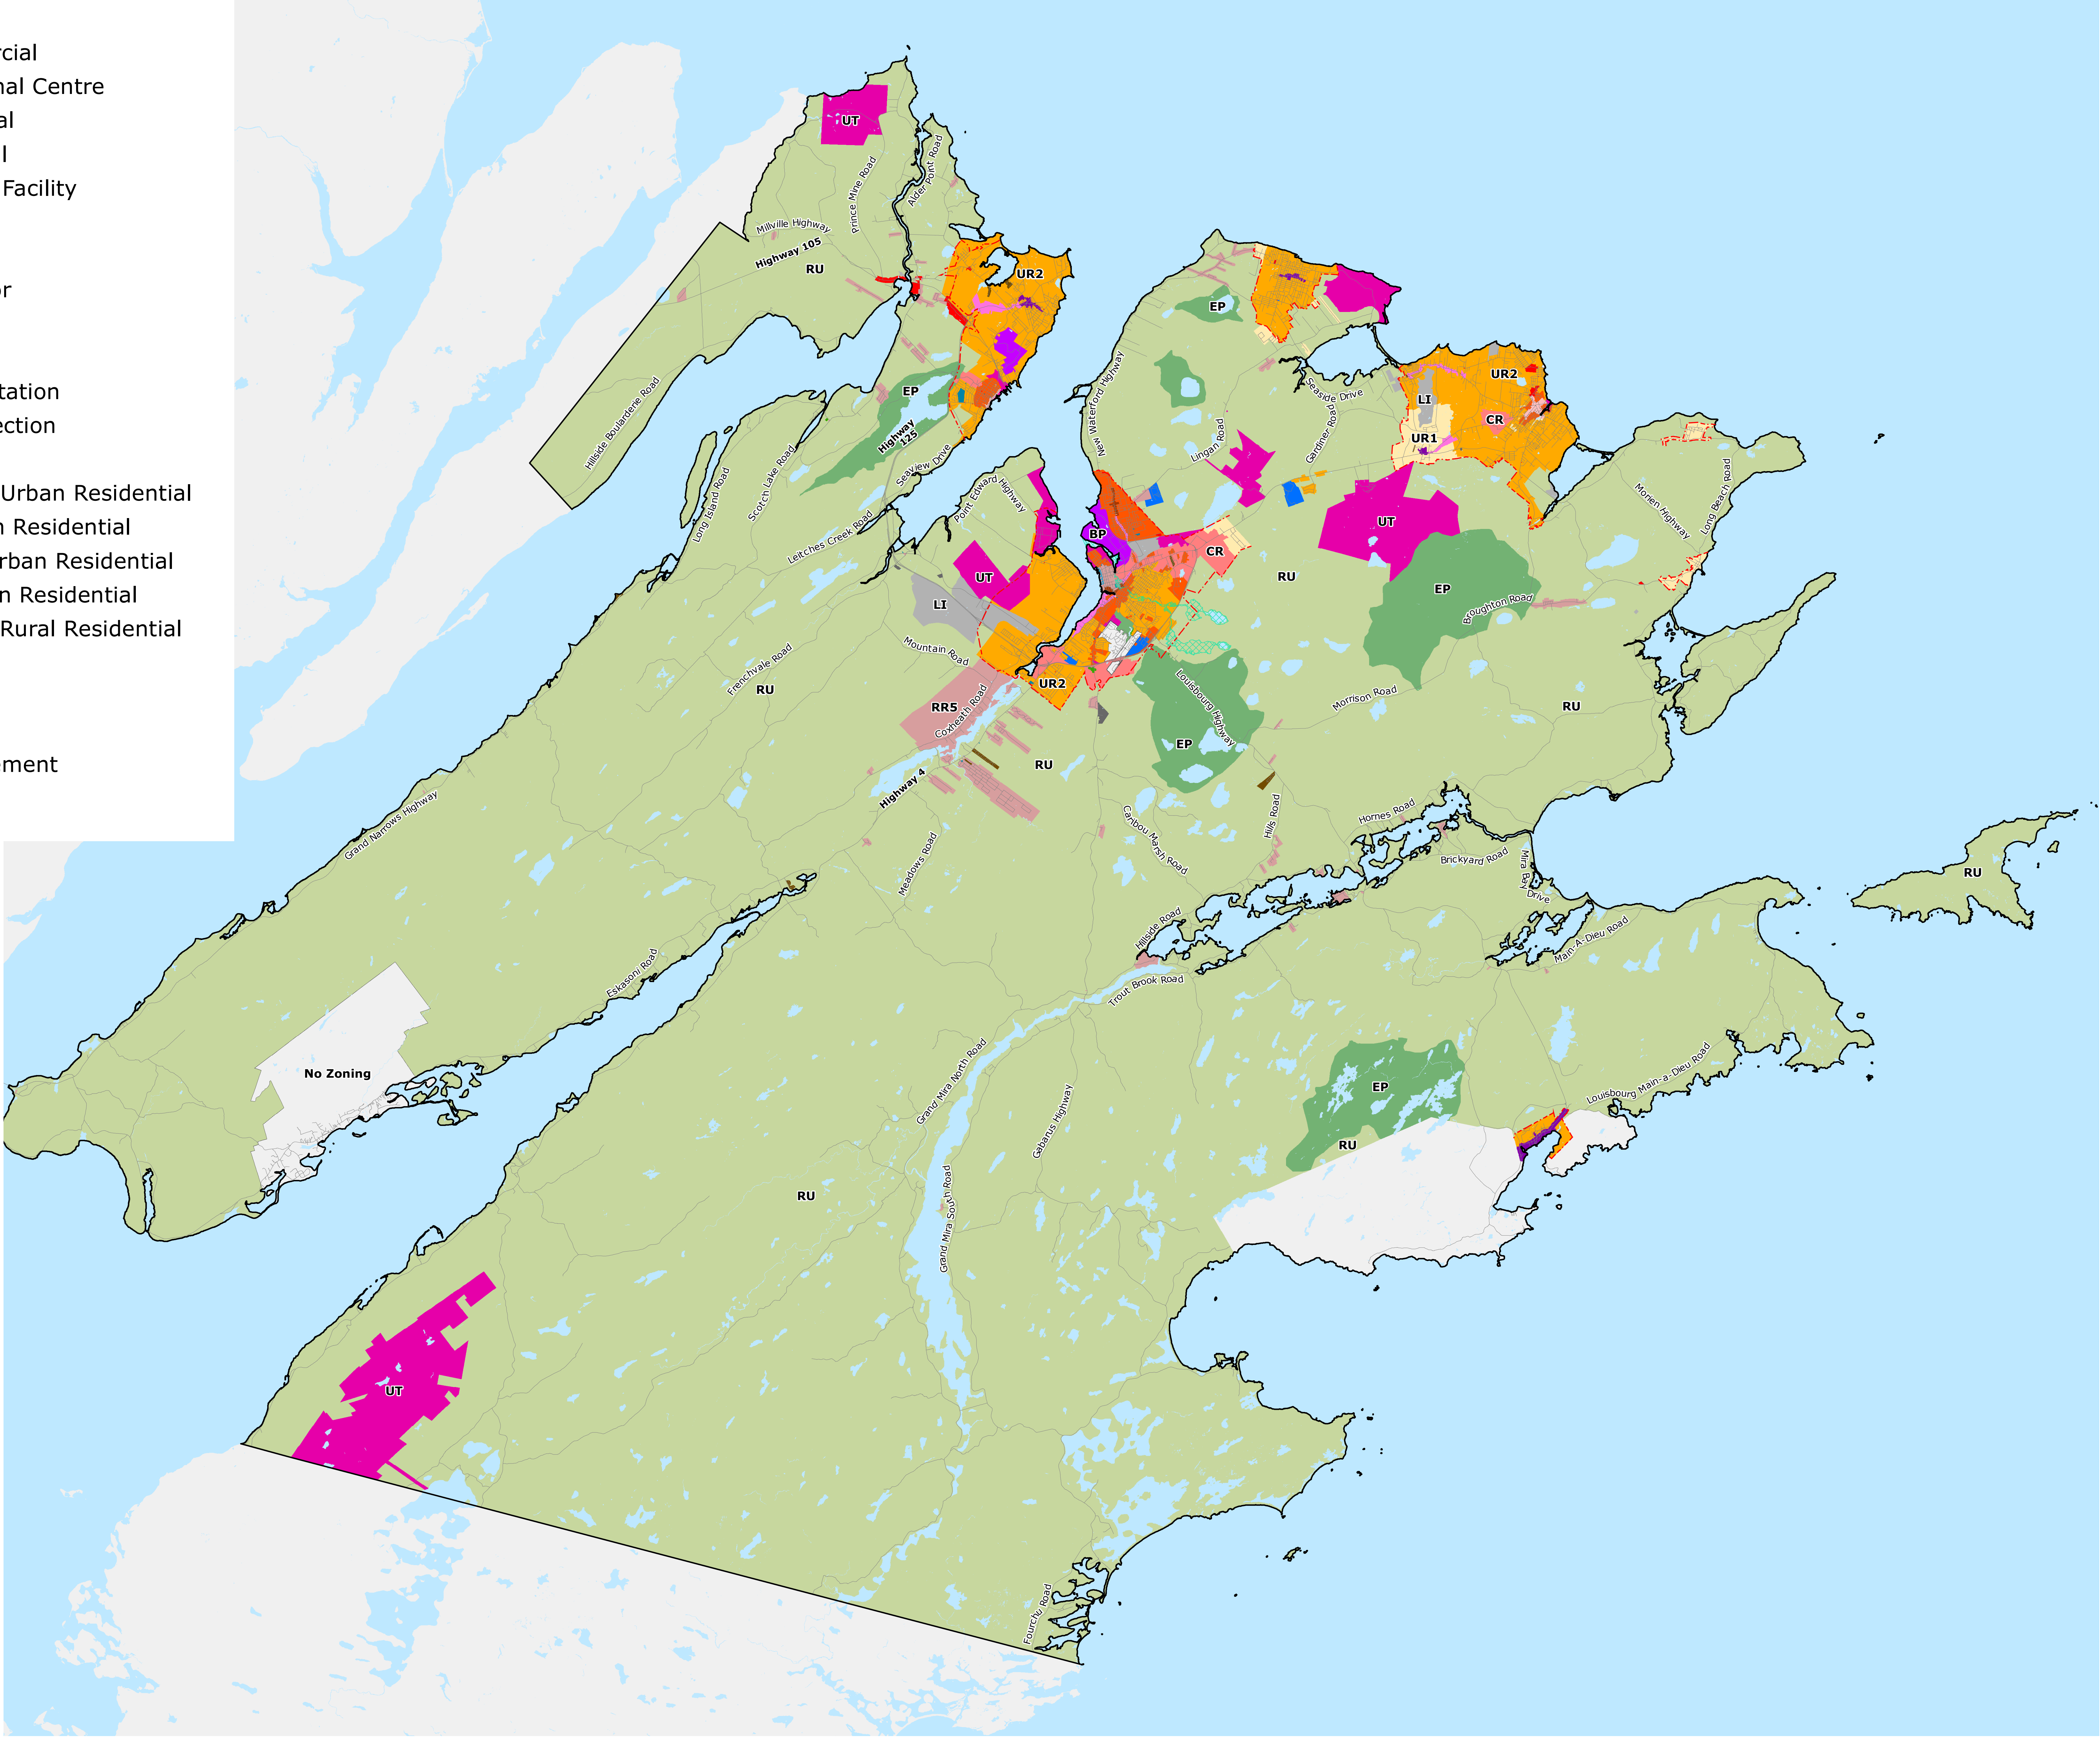 rcial
nal Centre
al
l
Facility
or
tation
ection
Urban Residential
n Residential
rban Residential
n Residential
Rural Residential
ement
UT
Prince Mine Road
Alder Point Road
Millville Highway
Highway 105
RU
UR2
EP
Hillside Boularderie Road
EP
Highway
125
Seaview Drive
Scotch Lake Road
Long Island Road
Leitches Creek Road
Point Edward Highway
New Waterford Highway
Lingan Road
Seaside Drive
Gardiner Road
UR2
LI
CR
UR1
Morien Highway
Long Beach Road
UT
BP
CR
UT
LI
RU
EP
Broughton Road
Mountain Road
Frenchvale Road
RU
UR2
RR5
Coxheath Road
Louisbourg Highway
Morrison Road
RU
EP
RU
Highway 4
Grand Narrows Highway
Meadows Road
Caribou Marsh Road
Hills Road
Hornes Road
Brickyard Road
Mira Bay
Drive
RU
Hillside Road
Main-A-Dieu Road
Eskasoni Road
Trout Brook Road
No Zoning
Grand Mira North Road
Gabarus Highway
EP
Louisbourg Main-a-Dieu Road
RU
RU
Grand Mira South Road
UT
Fourchu Road